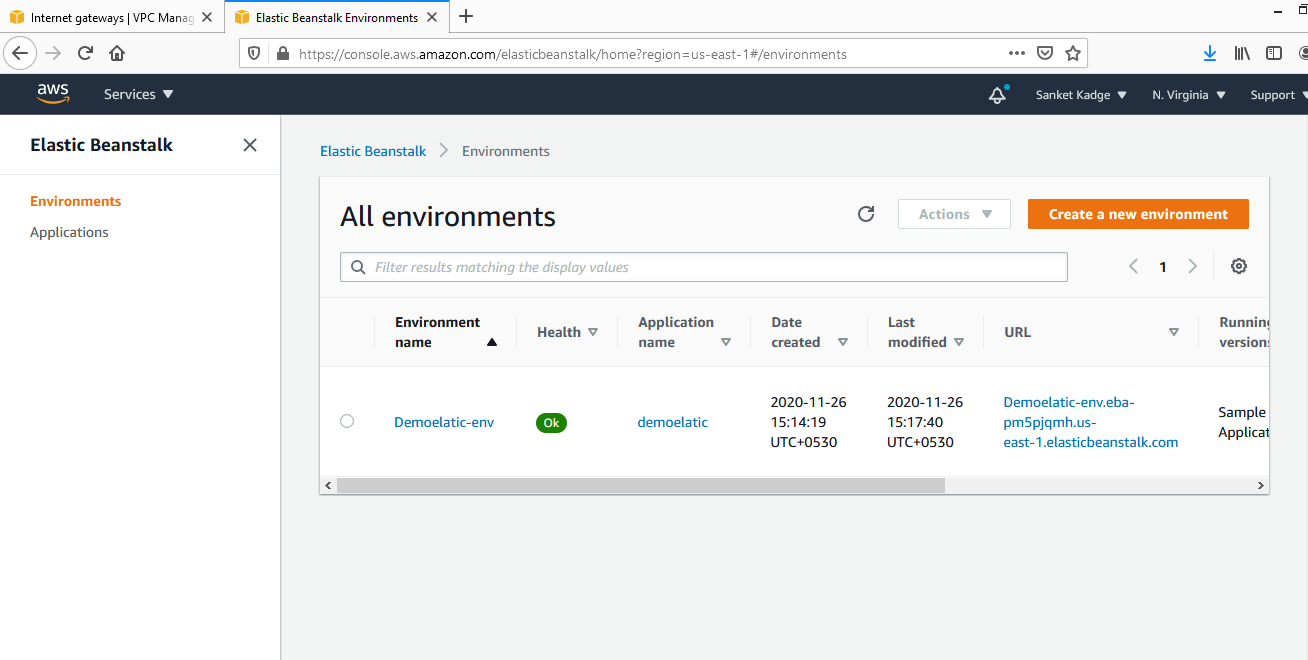 Internet gateways | VPC Manag
Elastic Beanstalk Environments
https://console.aws.amazon.com/elasticbeanstalk/home?region=us-east-1#/environments
aws
Services
Sanket Kadge
N. Virginia
Support
Elastic Beanstalk
Environments
Applications
Elastic Beanstalk
Environments
All environments
Actions
Create a new environment
Filter results matching the display values
1
Environment
name
Health
Application
name
Date
created
Last
modified
URL
Running
versions
Demoelatic-env
Ok
demoelatic
2020-11-26
15:14:19
UTC+0530
2020-11-26
15:17:40
UTC+0530
Demoelatic-env.eba-
pm5pjqmh.us-
east-1.elasticbeanstalk.com
Sample
Applicat